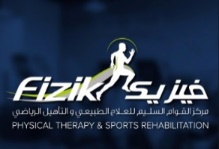 Fizik فيزيك
مركز القوام السليم للعلاج الطبيعي و التأهيل الرياضي
PHYSICAL THERAPY & SPORTS REHABILITATION